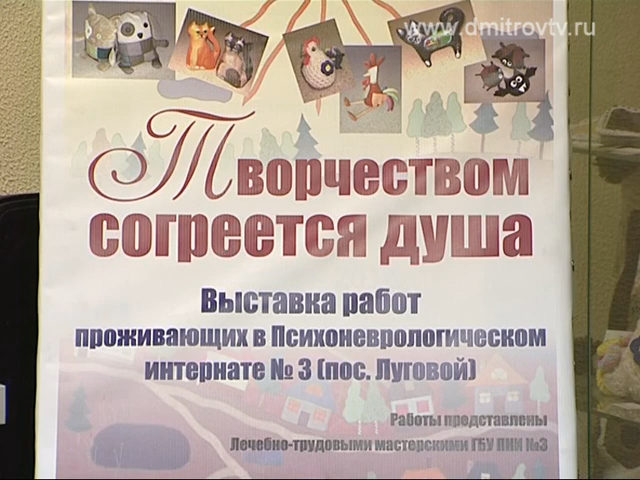 www.dmitrovtv.ru
Творчеством
согреется душа
Выставка работ
проживающих в Психоневрологическом
интернате № 3 (пос. Луговой)
Работы представлены
Лечебно-трудовыми мастерскими ГБУ ПНИ №3